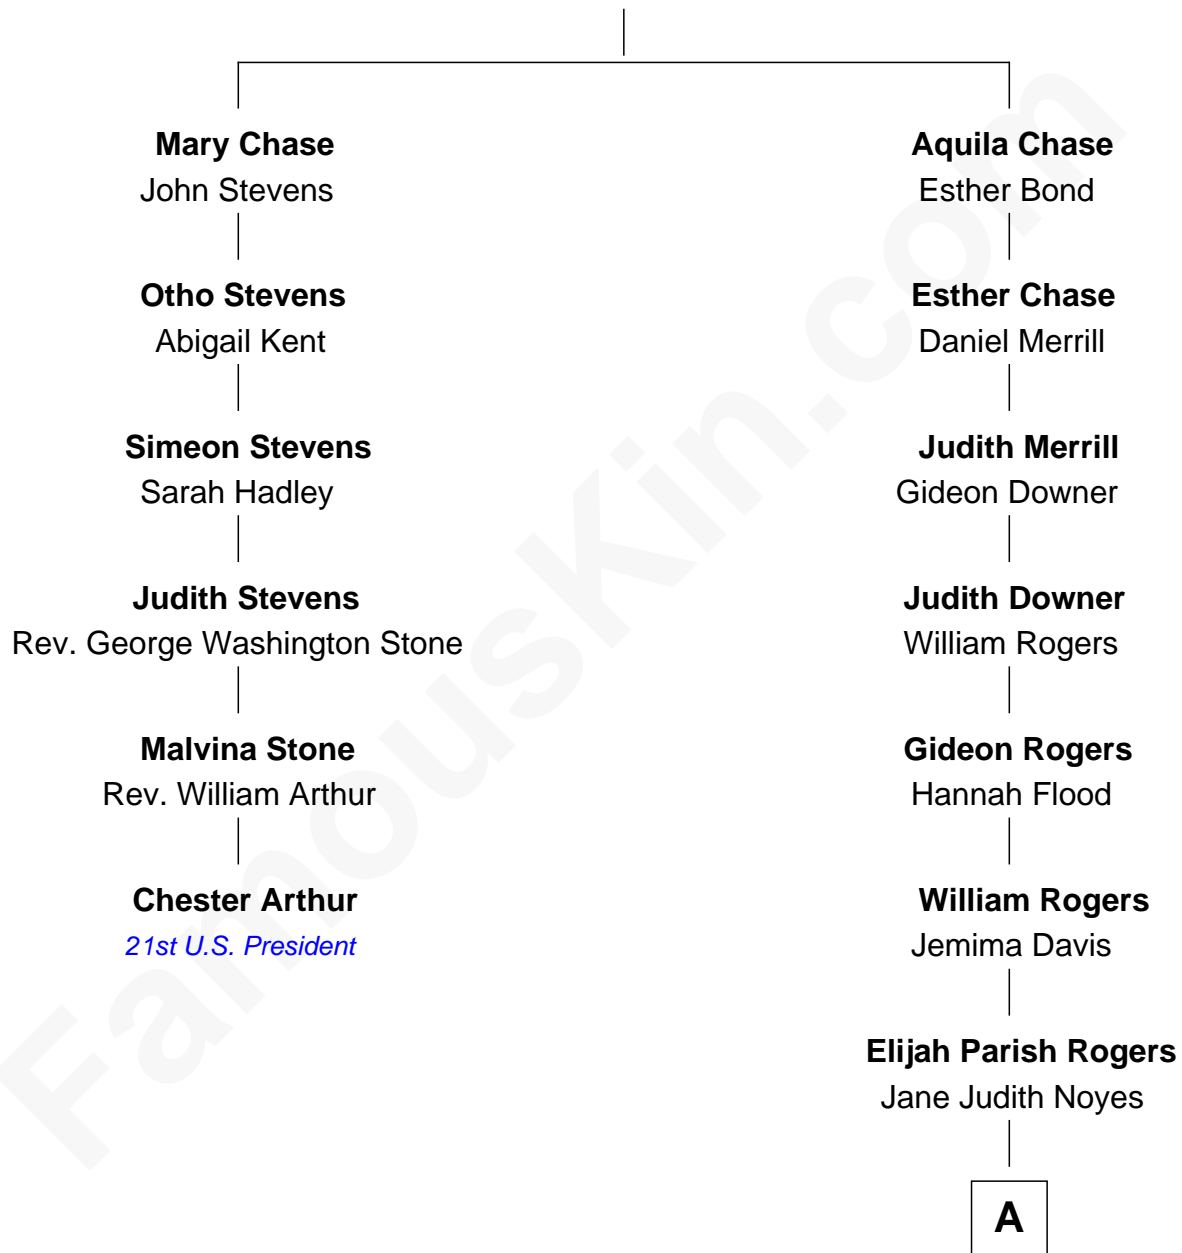 Mary Chase
John Stevens
Otho Stevens
Abigail Kent
Simeon Stevens
Sarah Hadley
Judith Stevens
Rev. George Washington Stone
Malvina Stone
Rev. William Arthur
Chester Arthur
21st U.S. President
Aquila Chase
Esther Bond
Esther Chase
Daniel Merrill
Judith Merrill
Gideon Downer
Judith Downer
William Rogers
Gideon Rogers
Hannah Flood
William Rogers
Jemima Davis
Elijah Parish Rogers
Jane Judith Noyes
A
FamousKin.com